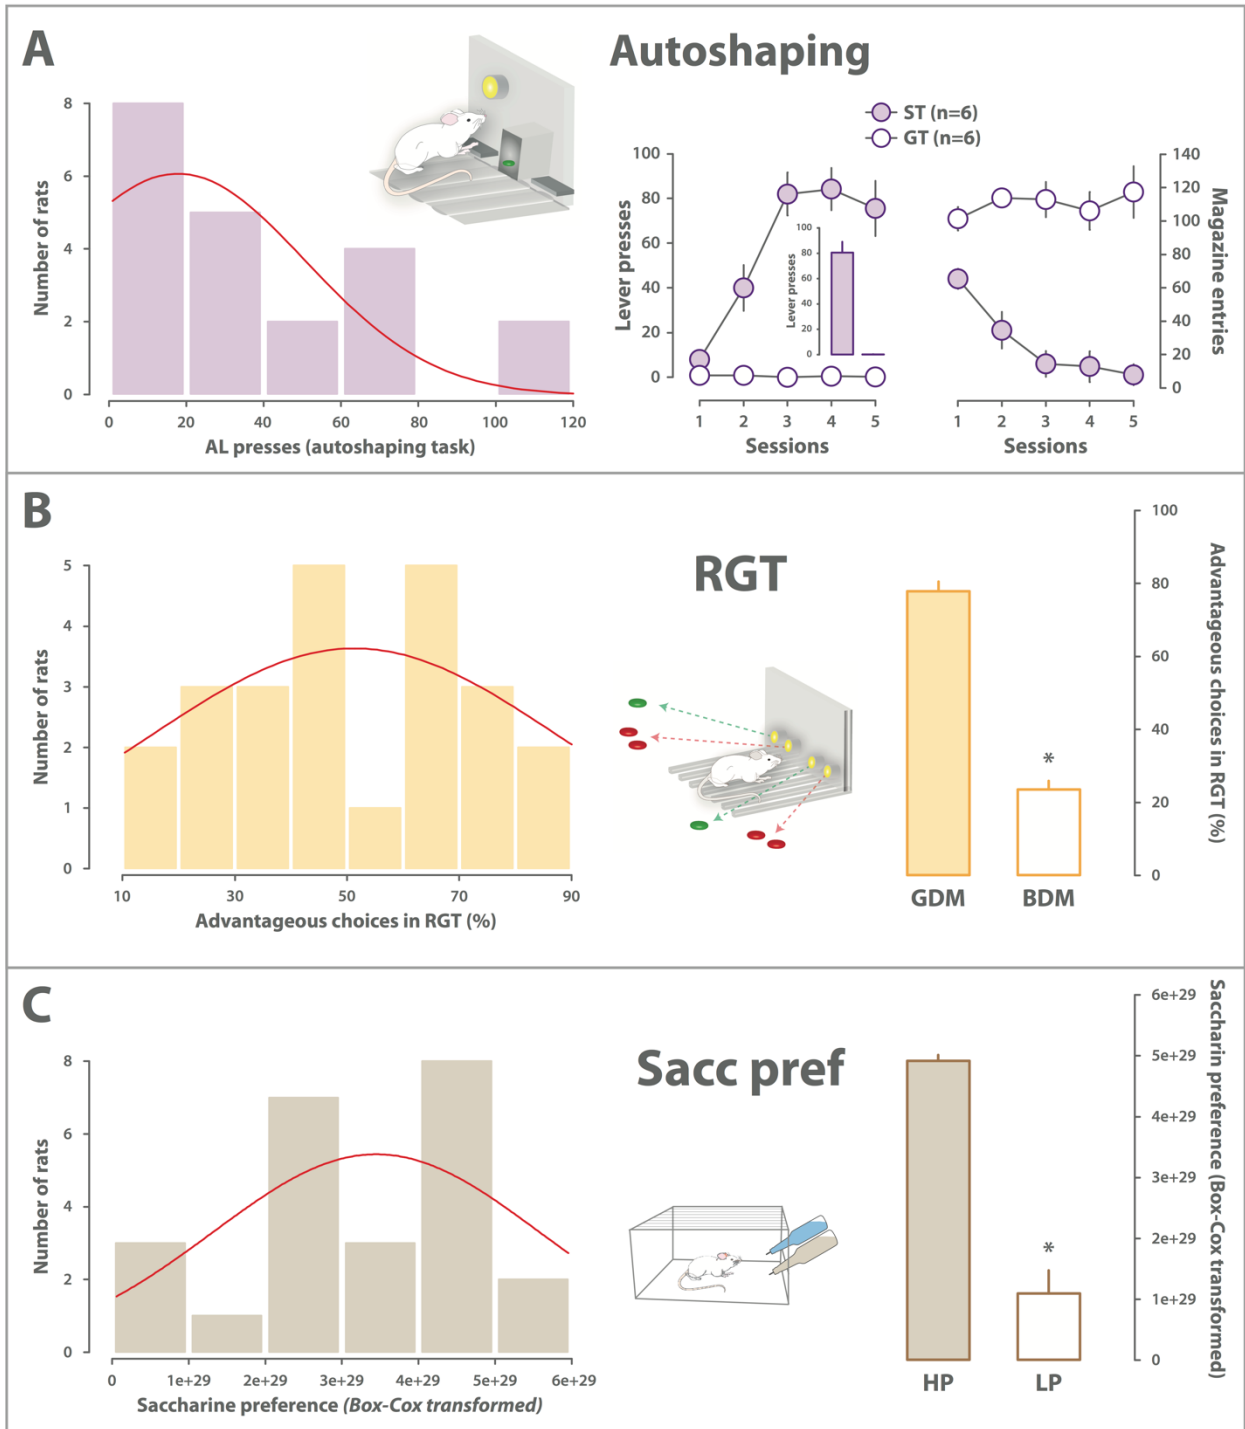 A
Autoshaping
ST (n=6)
GT (n=6)
Number of rats
8
6
4
2
0
0 20 40 60 80 100 120
AL presses (autoshaping task)
Lever presses
100
80
60
40
20
0
1 2 3 4 5
Sessions
Lever presses
100
80
60
40
20
0
1 2 3 4 5
Sessions
140
120
100
80
60
40
20
0
Magazine entries
B
RGT
Number of rats
5
4
3
2
1
0
10 30 50 70 90
Advantageous choices in RGT (%)
*
GDM BDM
100
80
60
40
20
0
Advantageous choices in RGT (%)
C
Sacc pref
Number of rats
8
6
4
2
0
0 1e+29 2e+29 3e+29 4e+29 5e+29 6e+29
Saccharine preference (Box-Cox transformed)
*
HP LP
6e+29
5e+29
4e+29
3e+29
2e+29
1e+29
0
Saccharin preference (Box-Cox transformed)